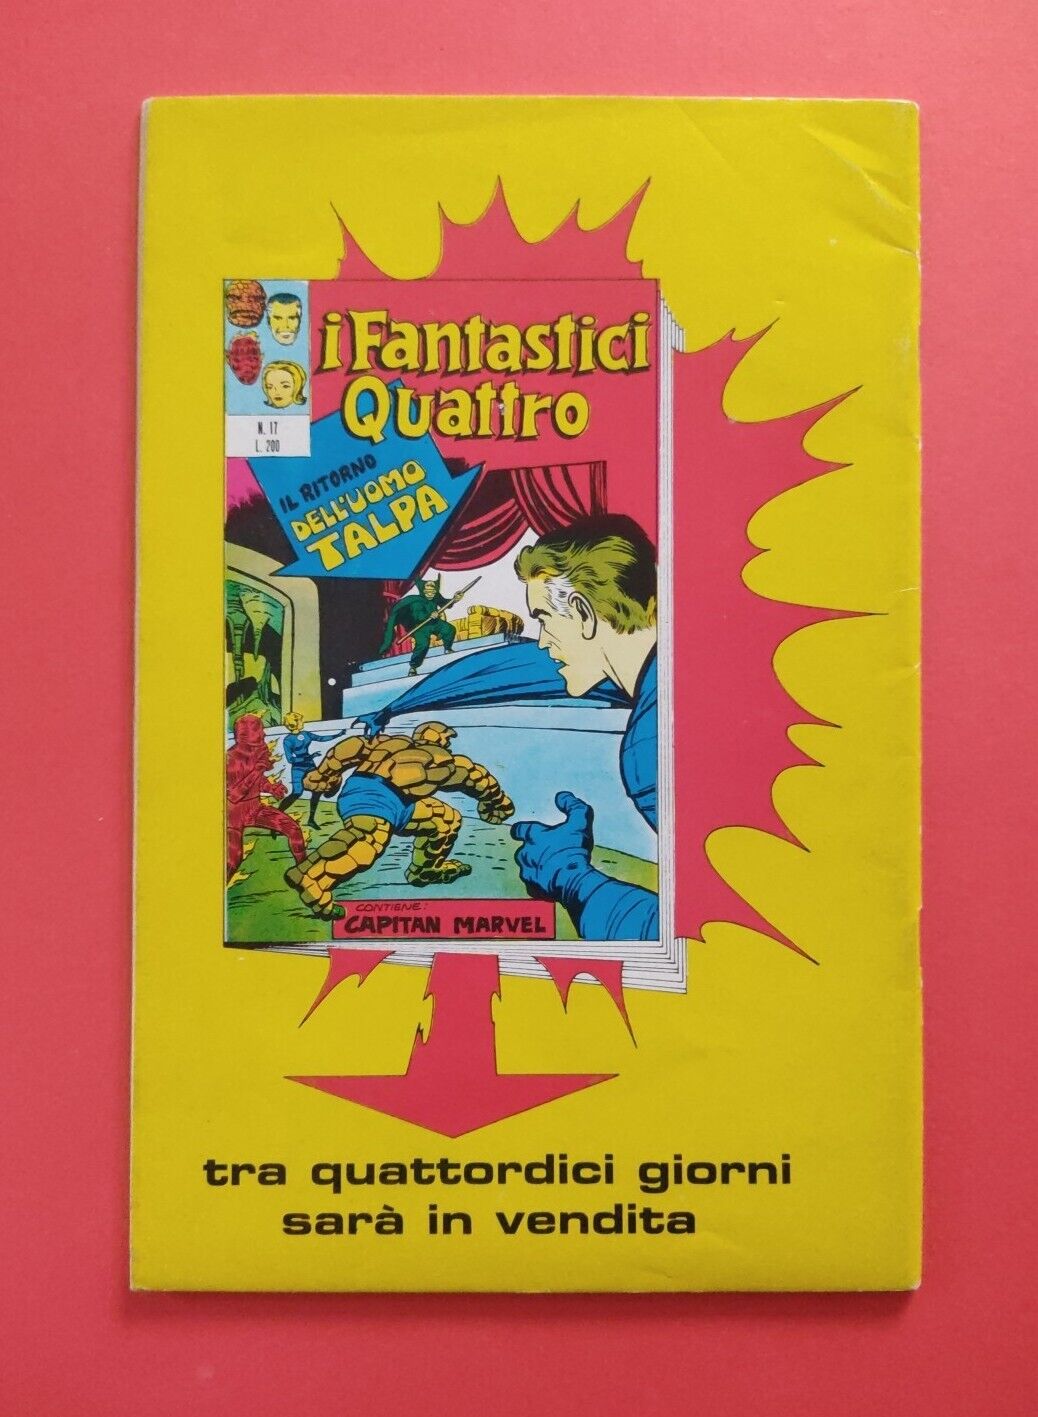 i Fantastici
Quattro
N. 17
L. 200
IL RITORNO
DELL'UOMO
TALPA
CONTIENE:
CAPITAN MARVEL
tra quattordici giorni
sarà in vendita